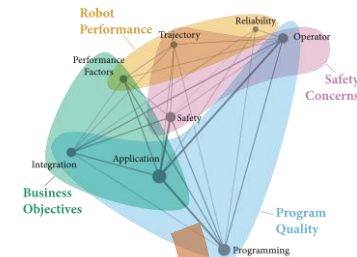 Robot
Performance
Reliability
Trajectory
Operator
Performance
Factors
Safety
Concerns
Safety
Application
Integration
Business
Objectives
Program
Quality
Programming